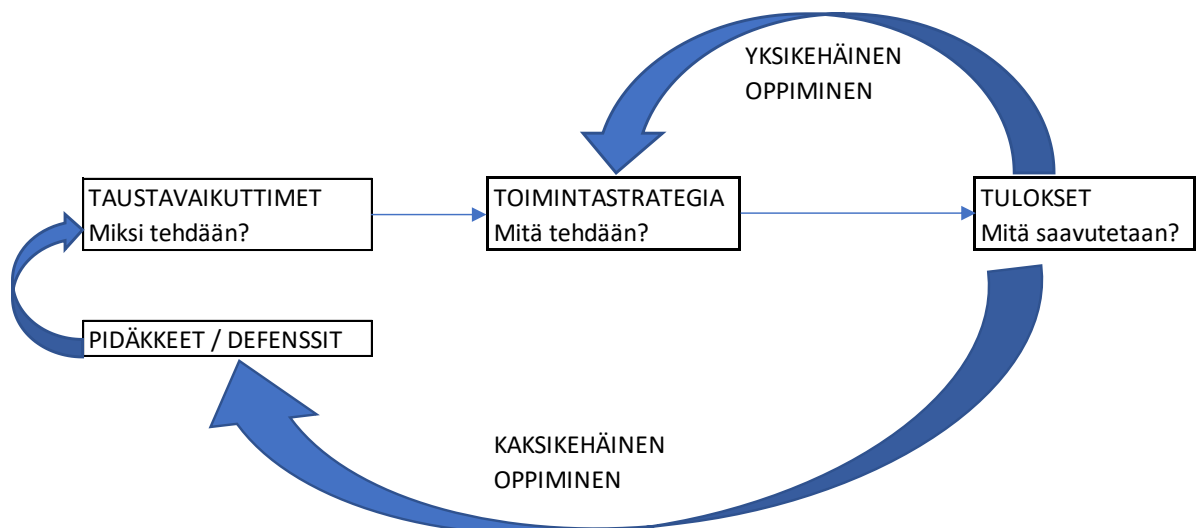 YKSIKEHÄINEN
OPPIMINEN
TAUSTAVAIKUTTIMET
Miksi tehdään?
TOIMINTASTRATEGIA
Mitä tehdään?
TULOKSET
Mitä saavutetaan?
PIDÄKKEET / DEFENSSIT
KAKSIKEHÄINEN
OPPIMINEN